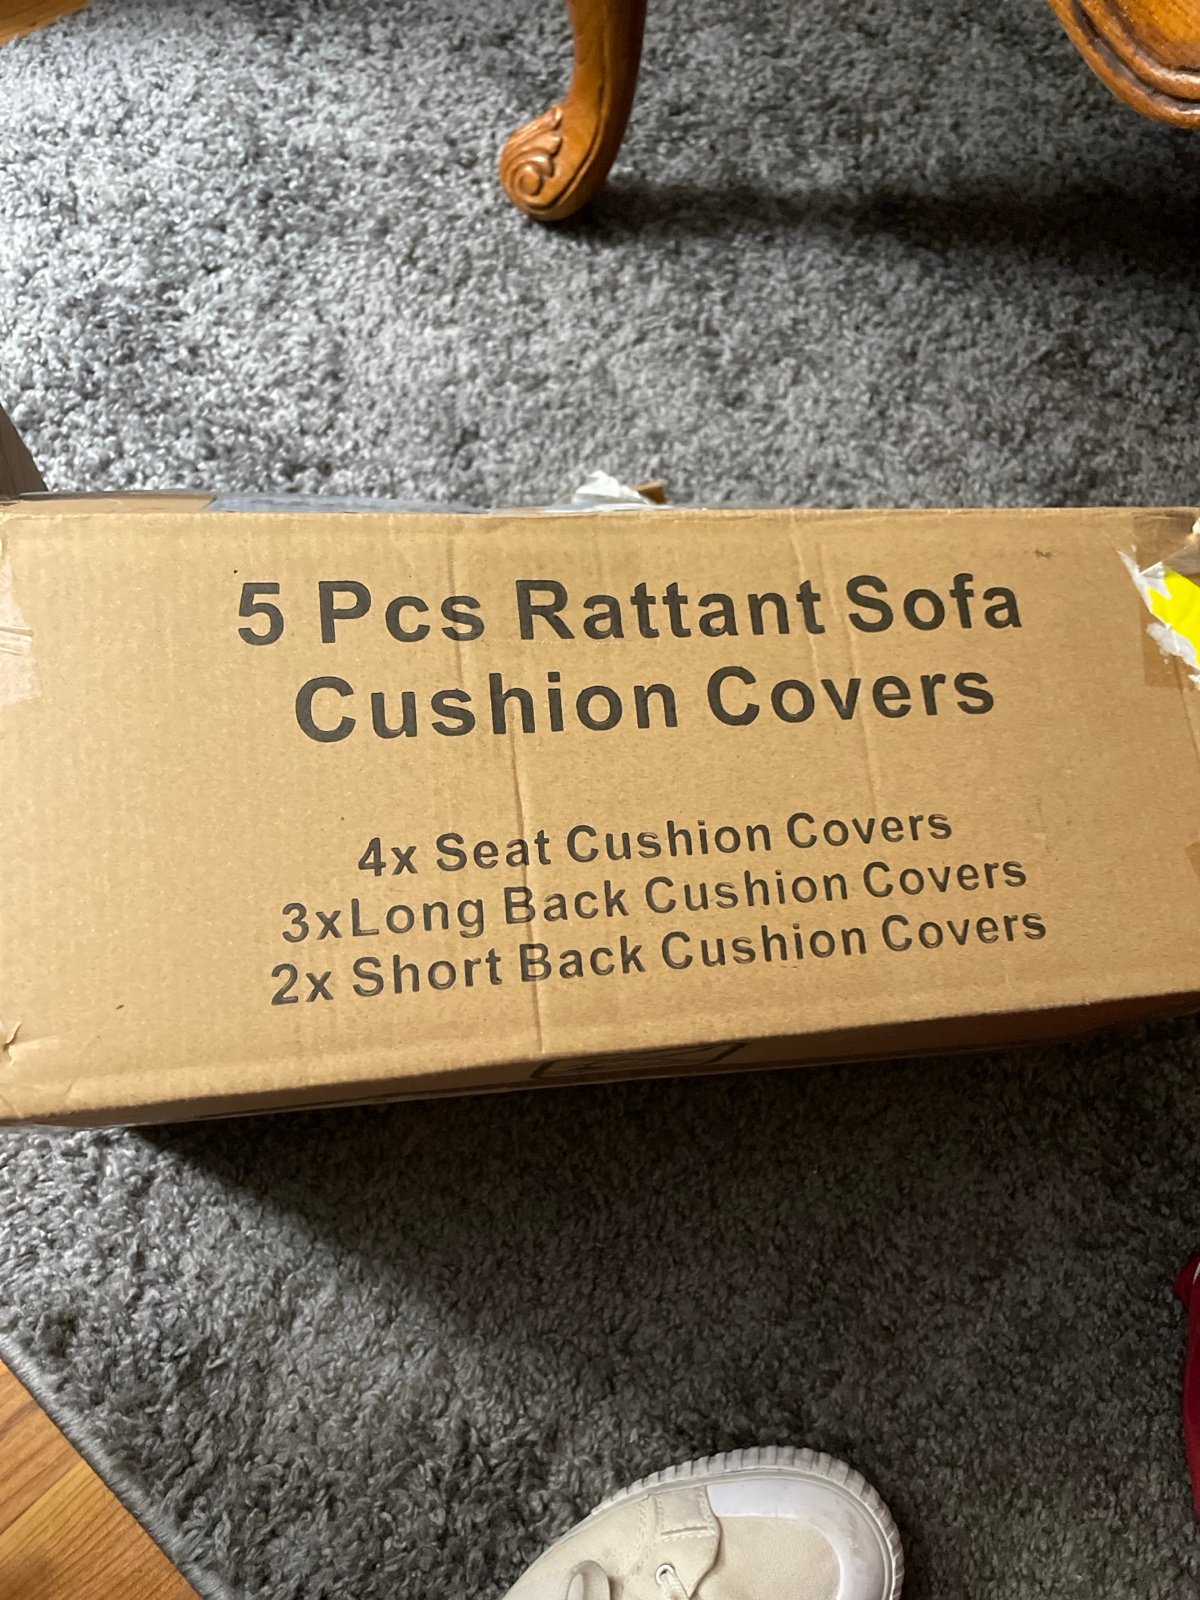 5 Pcs Rattant Sofa
Cushion Covers
4x Seat Cushion Covers
3xLong Back Cushion Covers
2x Short Back Cushion Covers